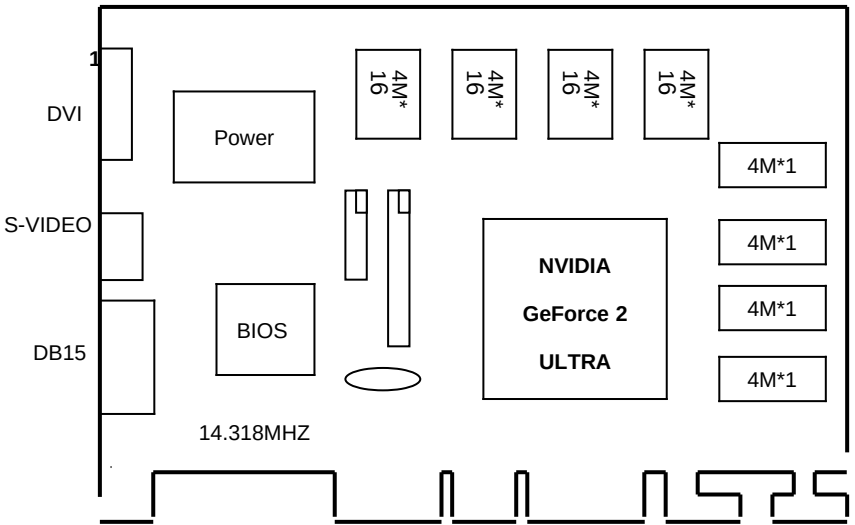 1
DVI
Power
4M*
16
4M*
16
4M*
16
4M*
16
4M*1
S-VIDEO
4M*1
NVIDIA
GeForce 2
ULTRA
4M*1
BIOS
DB15
4M*1
14.318MHZ